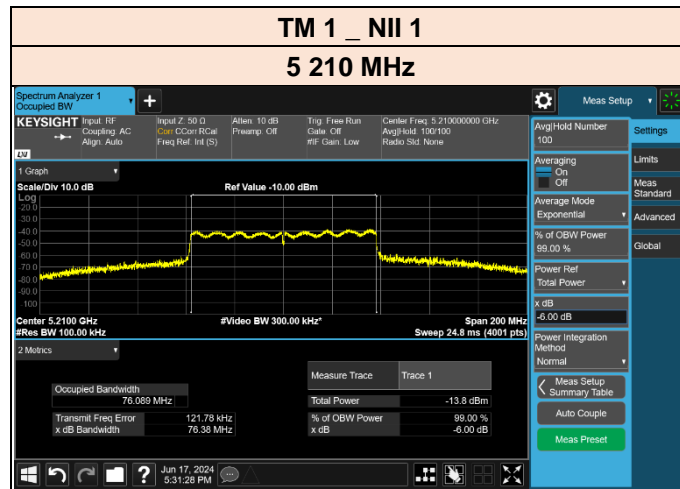 TM 1 _ NII 1
5 210 MHz
Spectrum Analyzer 1
Occupied BW
+
Meas Setup
KEYSIGHT
Input: RF
Coupling: AC
Align: Auto
Input Z: 50 Ω
Corr CCorr RCal
Freq Ref: Int (S)
Atten: 10 dB
Preamp: Off
Trig: Free Run
Gate: Off
#IF Gain: Low
Center Freq: 5.210000000 GHz
Avg|Hold: 100/100
Radio Std: None
LXI
1 Graph
Scale/Div 10.0 dB
Ref Value -10.00 dBm
Log
-20.0
-30.0
-40.0
-50.0
-60.0
-70.0
-80.0
-90.0
-100
Center 5.2100 GHz
#Video BW 300.00 kHz*
Span 200 MHz
#Res BW 100.00 kHz
Sweep 24.8 ms (4001 pts)
2 Metrics
Measure Trace
Trace 1
Occupied Bandwidth
76.089 MHz
Total Power
-13.8 dBm
Transmit Freq Error
121.78 kHz
% of OBW Power
99.00 %
x dB Bandwidth
76.38 MHz
x dB
-6.00 dB
Avg|Hold Number
100
Averaging
On
Off
Average Mode
Exponential
% of OBW Power
99.00 %
Power Ref
Total Power
x dB
-6.00 dB
Power Integration
Method
Normal
Meas Setup
Summary Table
Auto Couple
Meas Preset
Settings
Limits
Meas
Standard
Advanced
Global
?
Jun 17, 2024
5:31:28 PM